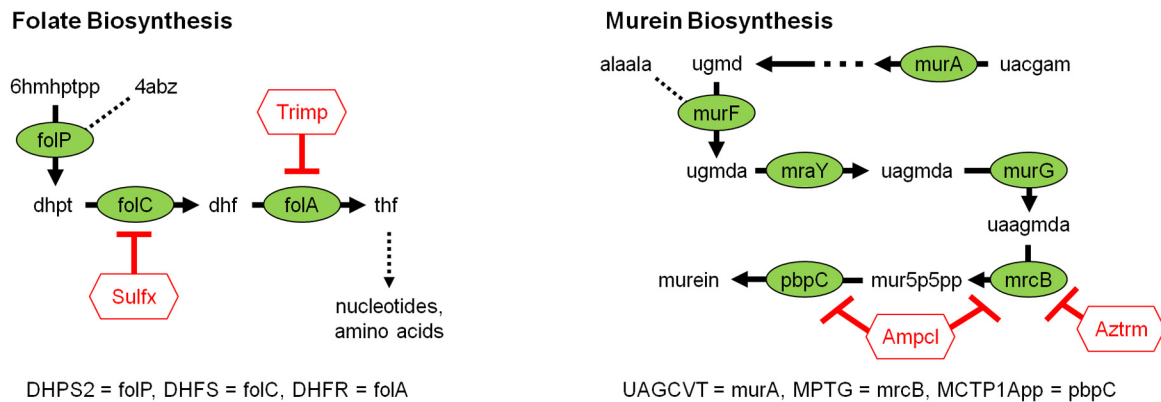 Folate Biosynthesis
6hmhptpp
4abz
Trimp
folP
dhpt
folC
dhf
folA
thf
Sulfx
nucleotides,
amino acids
DHPS2 = folP, DHFS = folC, DHFR = folA
Murein Biosynthesis
alaala
ugmd
murA
uacgam
murF
ugmda
mraY
uagmda
murG
uaagmda
murein
pbpC
mur5p5pp
mrcB
Ampcl
Aztrm
UAGCVT = murA, MPTG = mrcB, MCTP1App = pbpC